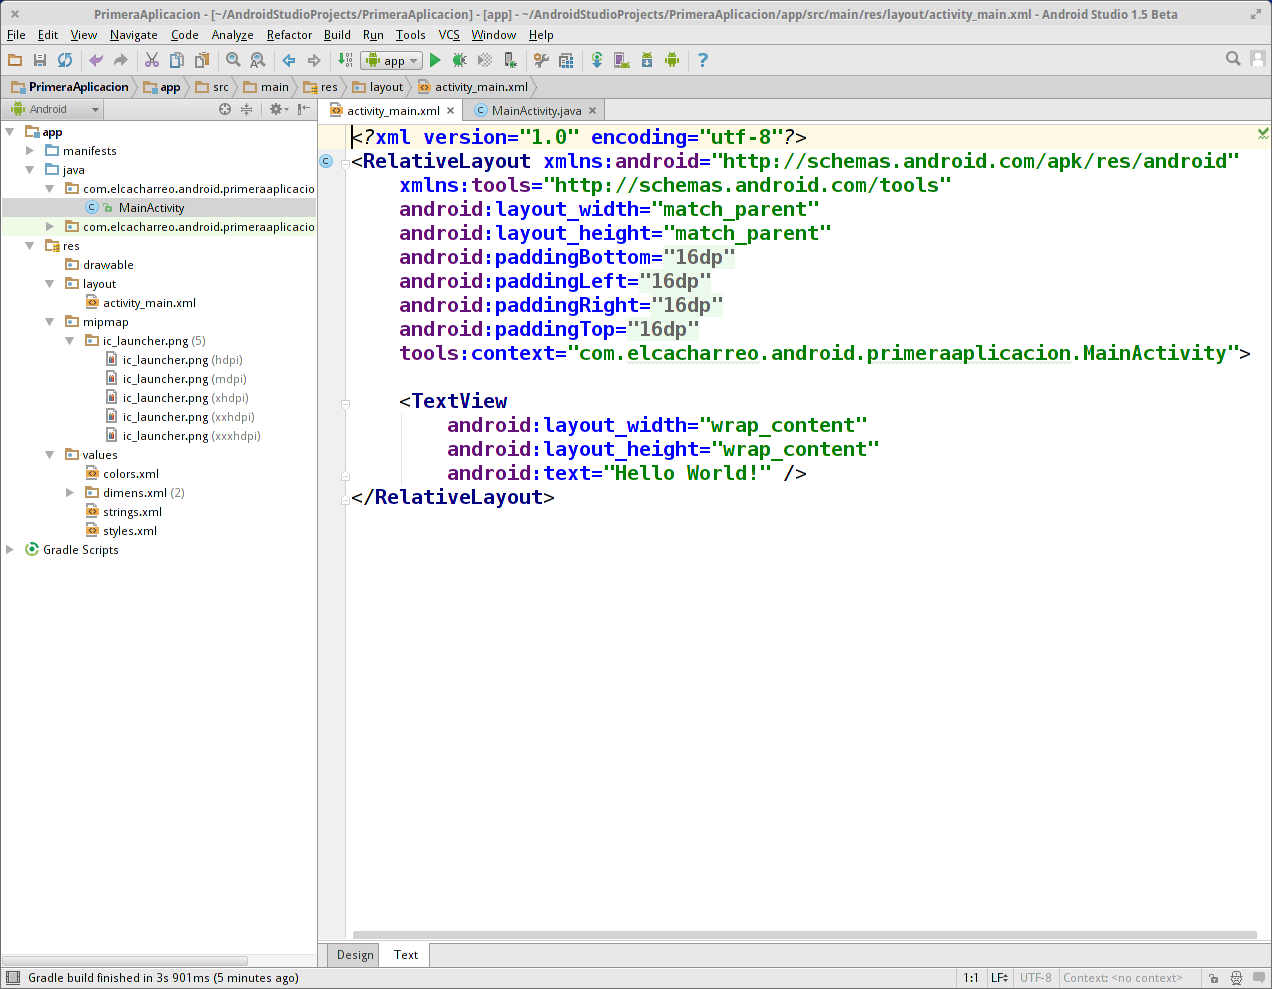 PrimeraAplicacion - [~/AndroidStudioProjects/PrimeraAplicacion] - [app] - ~/AndroidStudioProjects/PrimeraAplicacion/app/src/main/res/layout/activity_main.xml - Android Studio 1.5 Beta
File Edit View Navigate Code Analyze Refactor Build Run Tools VCS Window Help
app
PrimeraAplicacion app src main res layout activity_main.xml
Android
activity_main.xml MainActivity.java
app
manifests
java
com.elcacharreo.android.primeraaplicacio
MainActivity
com.elcacharreo.android.primeraaplicacio
res
drawable
layout
activity_main.xml
mipmap
ic_launcher.png (5)
ic_launcher.png (hdpi)
ic_launcher.png (mdpi)
ic_launcher.png (xhdpi)
ic_launcher.png (xxhdpi)
ic_launcher.png (xxxhdpi)
values
colors.xml
dimens.xml (2)
strings.xml
styles.xml
Gradle Scripts
<?xml version="1.0" encoding="utf-8"?>
<RelativeLayout xmlns:android="http://schemas.android.com/apk/res/android"
xmlns:tools="http://schemas.android.com/tools"
android:layout_width="match_parent"
android:layout_height="match_parent"
android:paddingBottom="16dp"
android:paddingLeft="16dp"
android:paddingRight="16dp"
android:paddingTop="16dp"
tools:context="com.elcacharreo.android.primeraaplicacion.MainActivity">
<TextView
android:layout_width="wrap_content"
android:layout_height="wrap_content"
android:text="Hello World!" />
</RelativeLayout>
Design Text
Gradle build finished in 3s 901ms (5 minutes ago) 1:1 LF UTF-8 Context: <no context>